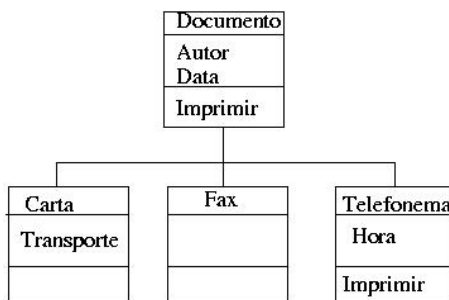 Documento
Autor
Data
Imprimir
Carta
Transporte
Fax
Telefonema
Hora
Imprimir